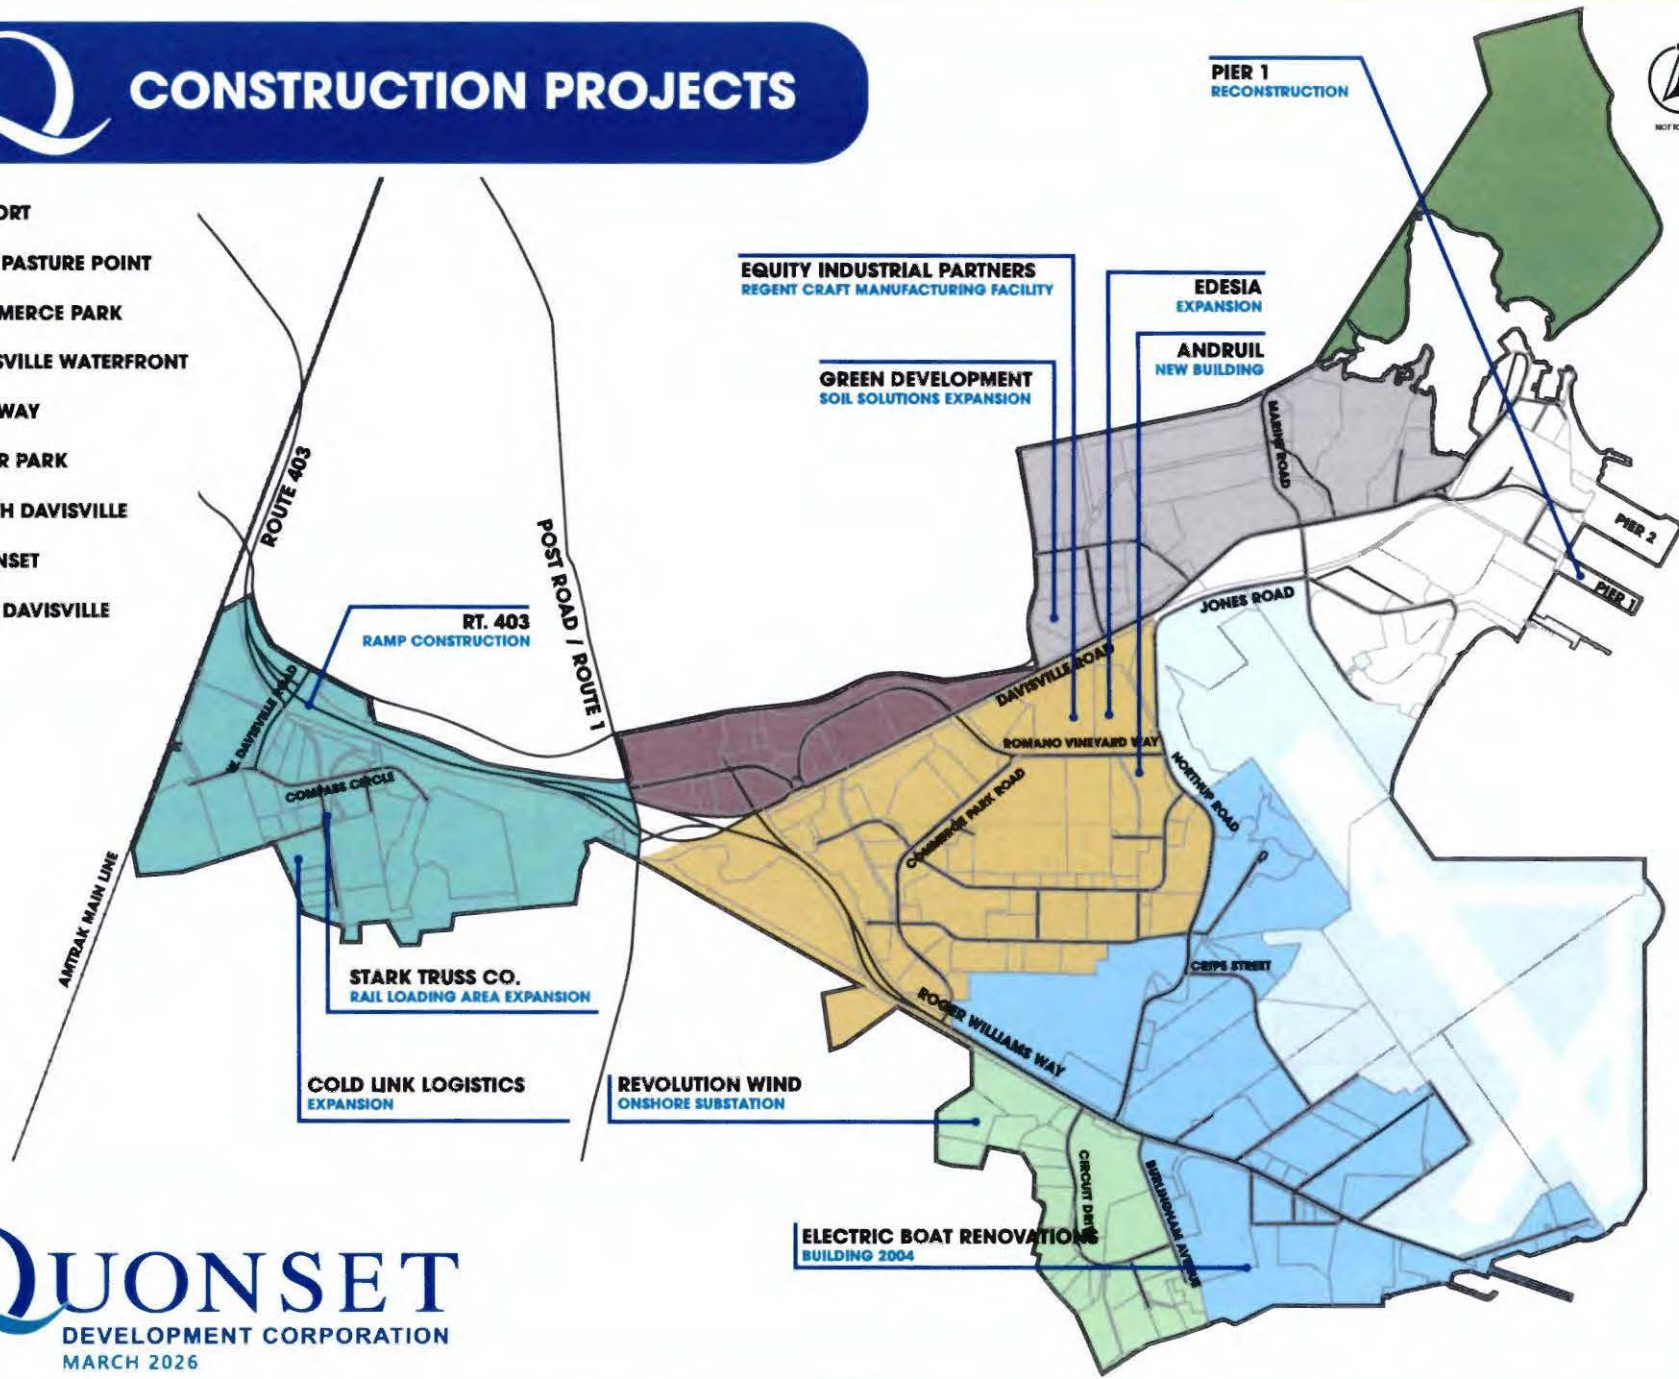 CONSTRUCTION PROJECTS
ORT
PASTURE POINT
MERCE PARK
SVILLE WATERFRONT
WAY
R PARK
H DAVISVILLE
NSET
DAVISVILLE
PIER 1
RECONSTRUCTION
EQUITY INDUSTRIAL PARTNERS
REGENT CRAFT MANUFACTURING FACILITY
EDESIA
EXPANSION
ANDRUIL
NEW BUILDING
GREEN DEVELOPMENT
SOIL SOLUTIONS EXPANSION
MARINE ROAD
ROUTE 403
POST ROAD / ROUTE 1
PIER 2
PIER 1
JONES ROAD
RT. 403
RAMP CONSTRUCTION
DAVISVILLE ROAD
W. DAVISVILLE ROAD
ROMANO VINEYARD WAY
COMPASS CIRCLE
COMMERCE PARK ROAD
NORTHUP ROAD
AMTRAK MAIN LINE
CRIPE STREET
STARK TRUSS CO.
RAIL LOADING AREA EXPANSION
ROGER WILLIAMS WAY
COLD LINK LOGISTICS
EXPANSION
REVOLUTION WIND
ONSHORE SUBSTATION
CIRCUIT DRIVE
BURLINGHAM AVENUE
ELECTRIC BOAT RENOVATIONS
BUILDING 2004
QUONSET
DEVELOPMENT CORPORATION
MARCH 2026